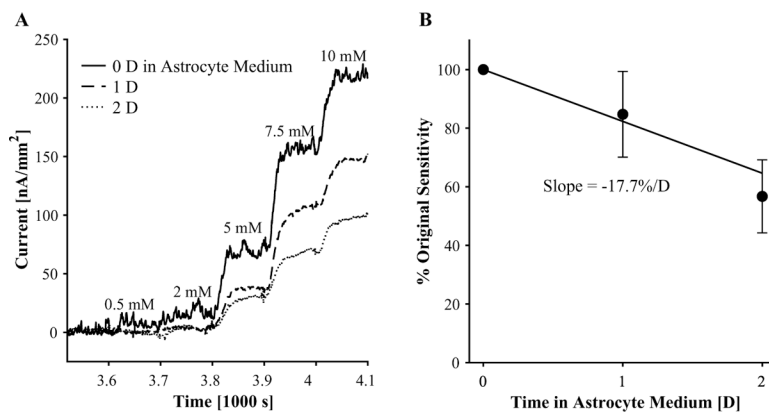 A
250
200
150
100
50
0
Current [nA/mm²]
0 D in Astrocyte Medium
1 D
2 D
0.5 mM
2 mM
5 mM
7.5 mM
10 mM
3.6
3.7
3.8
3.9
4
4.1
Time [1000 s]
B
100
80
60
40
20
0
% Original Sensitivity
Slope = -17.7%/D
0
1
2
Time in Astrocyte Medium [D]